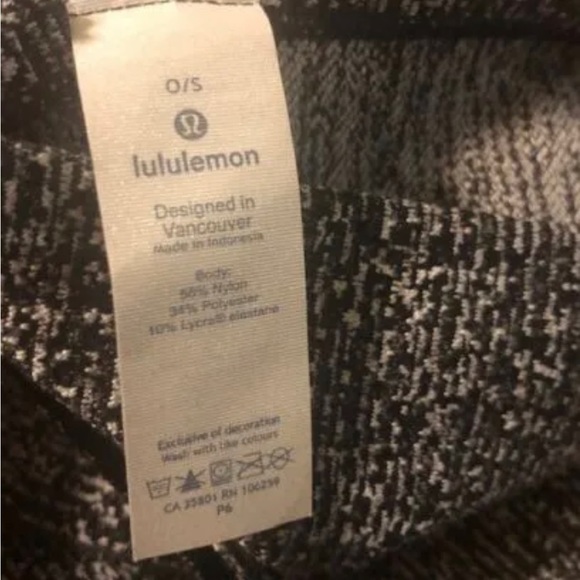 O/S
lululemon
Designed in
Vancouver
Made in Indonesia
Body:
56% Nylon
34% Polyester
10% Lycra® elastane
Exclusive of decoration
Wash with like colours
CA 35801 RN 106259
P6